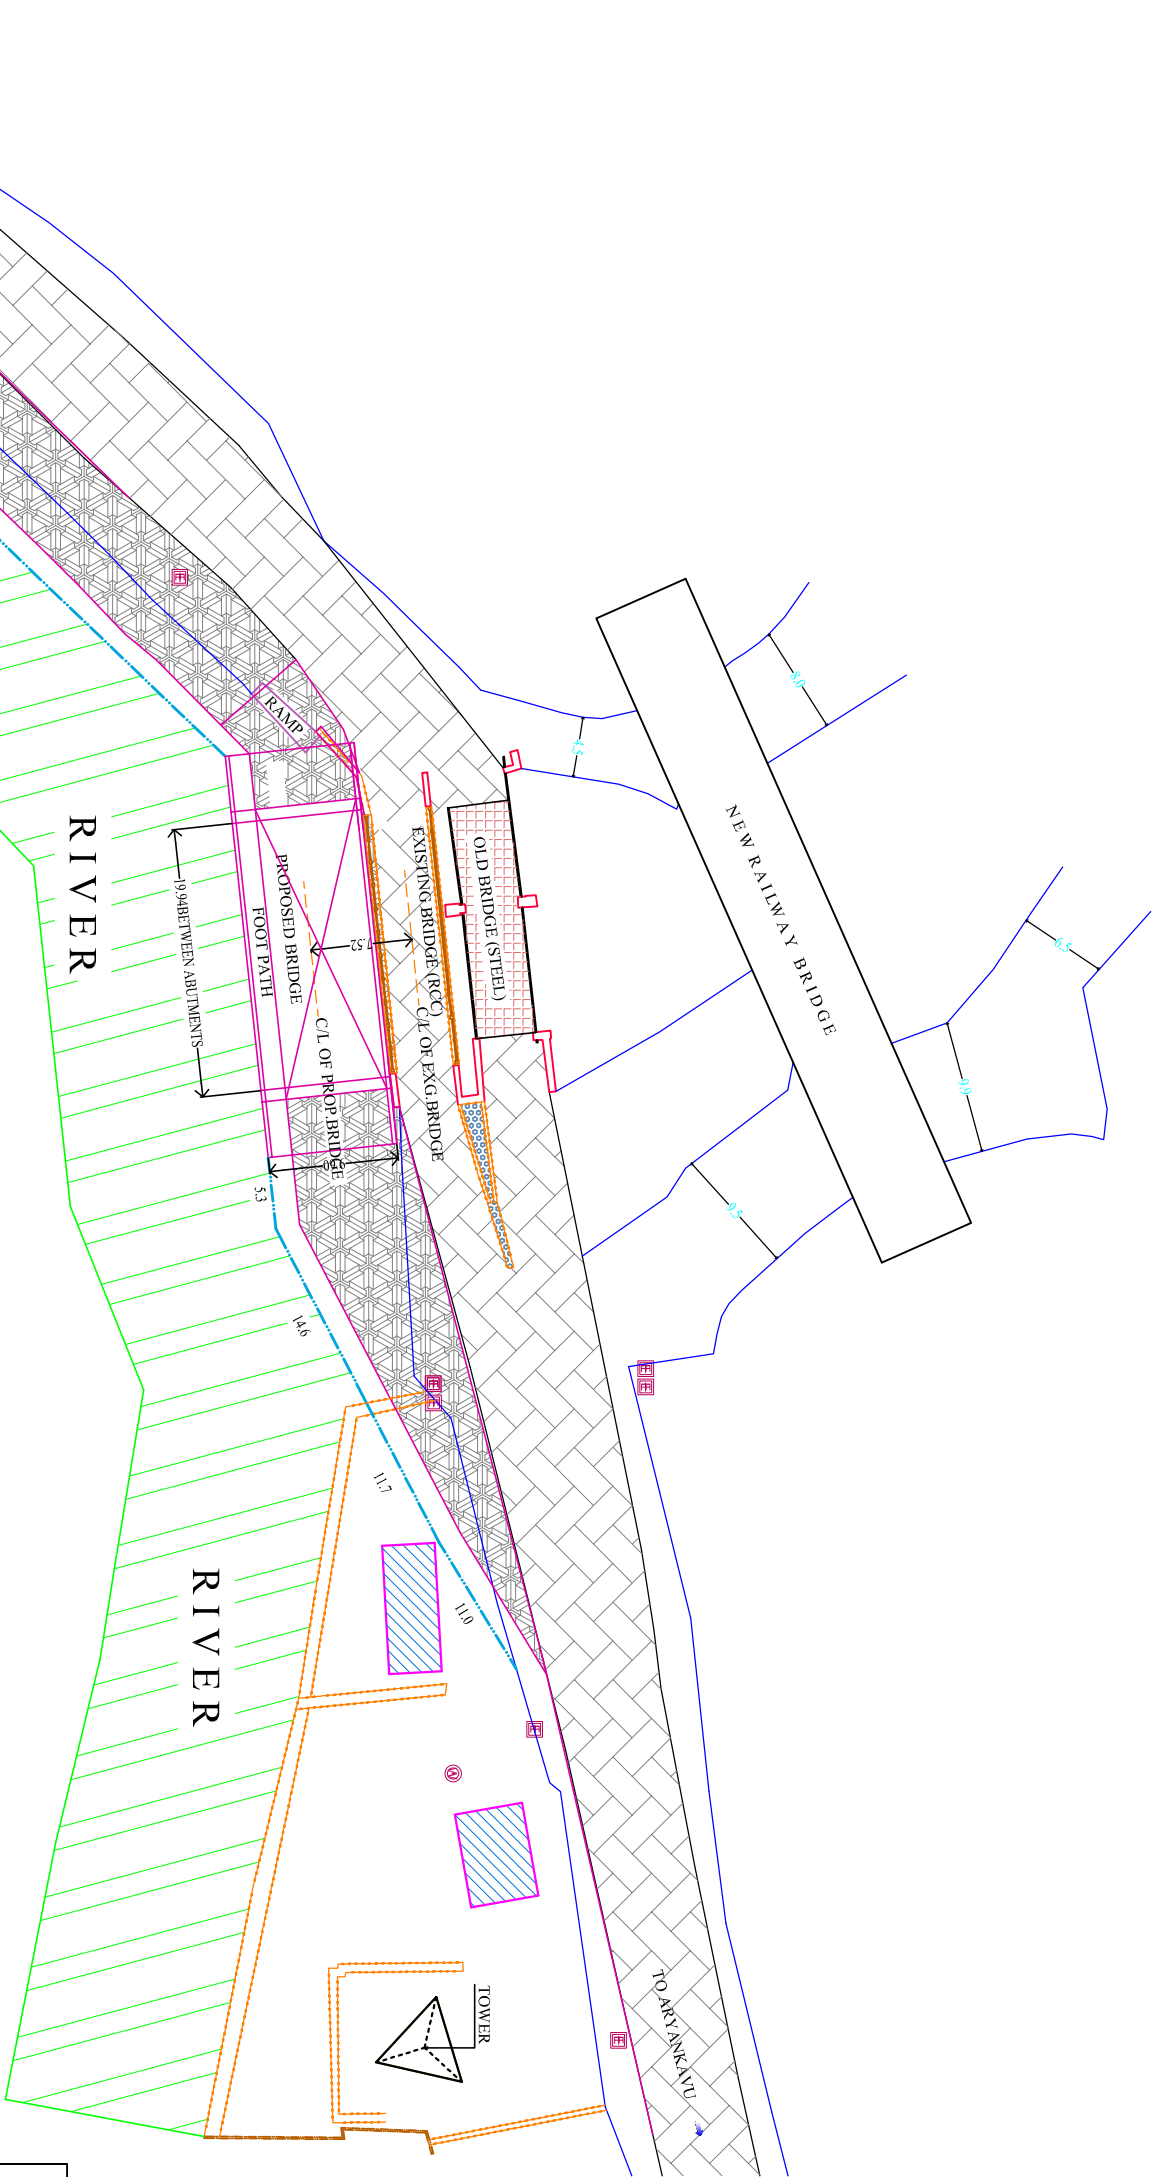 8.0
4.5
NEW RAILWAY BRIDGE
6.5
9.9
9.5
RAMP
OLD BRIDGE (STEEL)
EXISTING BRIDGE (RCC)
C/L OF EXG.BRIDGE
7.52
PROPOSED BRIDGE
C/L OF PROP.BRIDGE
FOOT PATH
19.94BETWEEN ABUTMENTS
RIVER
5.3
14.6
11.7
11.0
RIVER
E
E
E
E
E
E
E
W
TOWER
TO ARYANKAVU